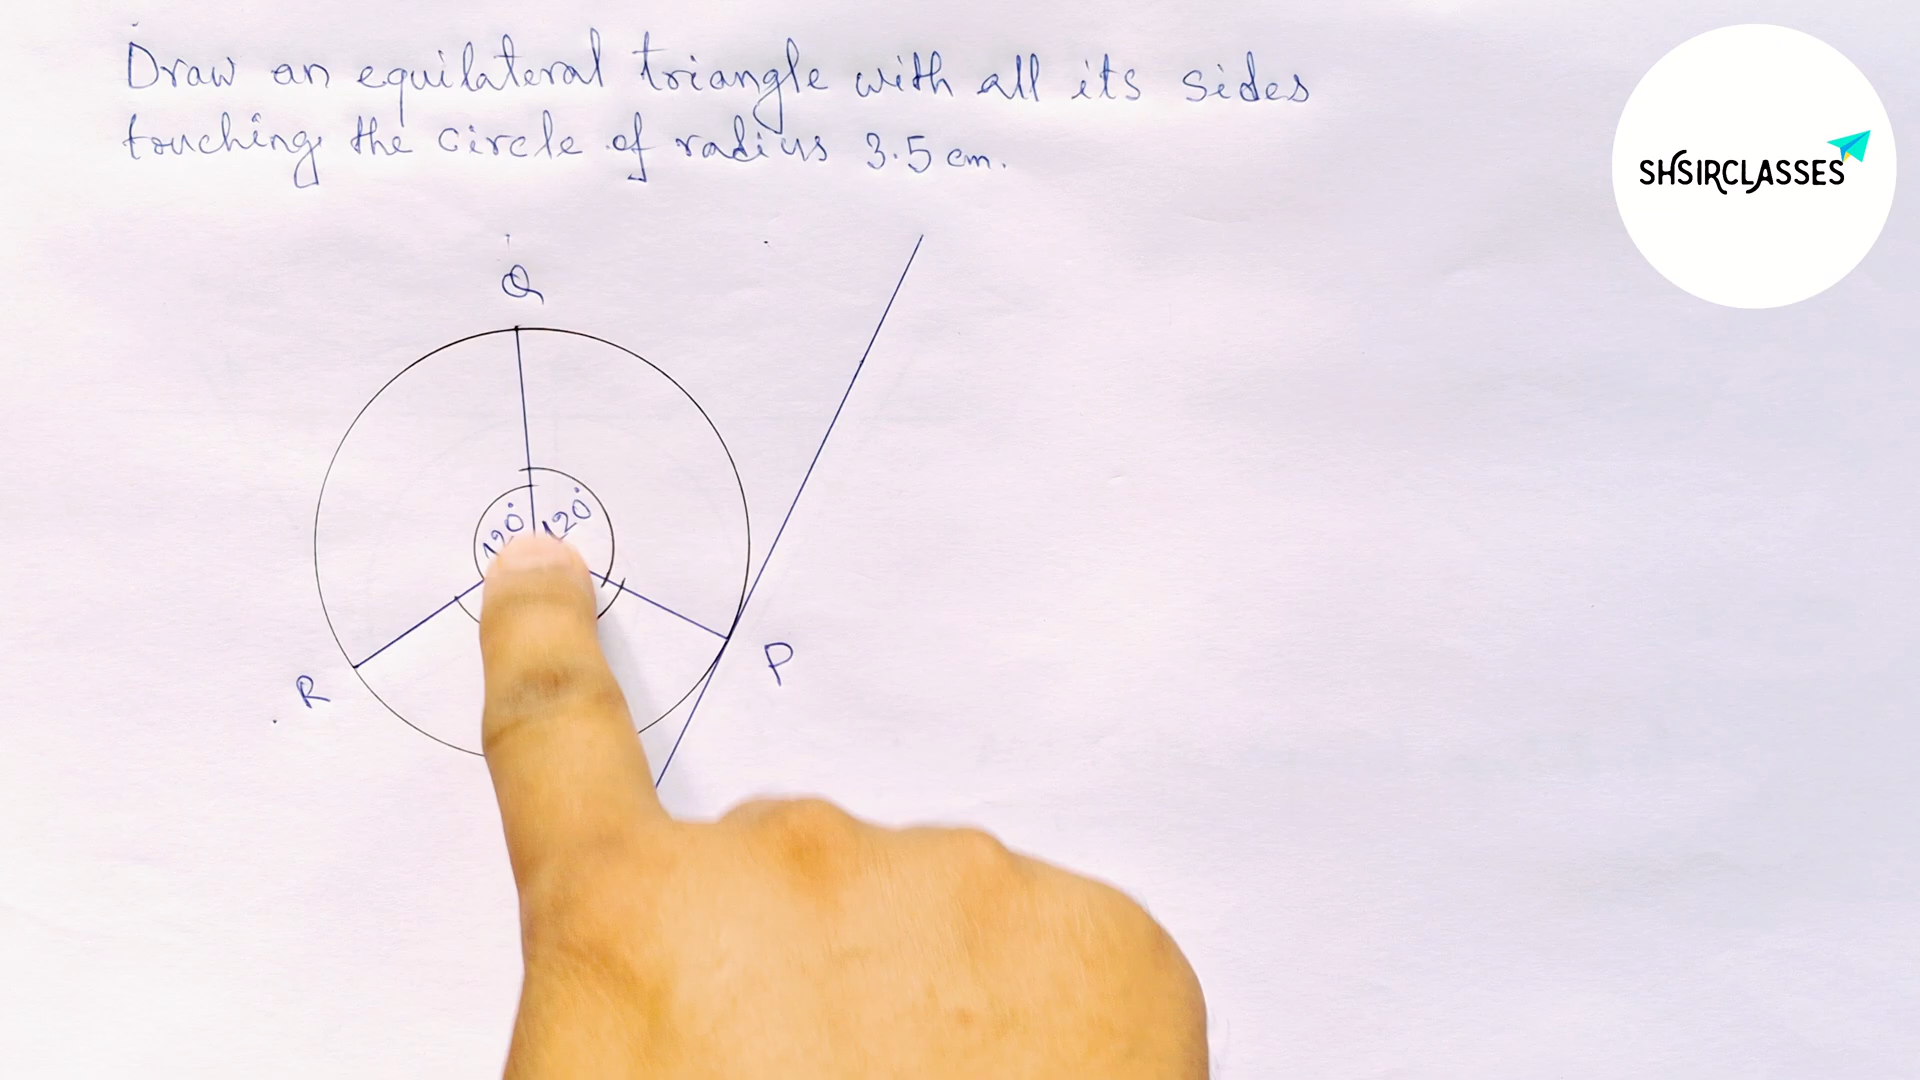 Draw an equilateral triangle with all its sides
touching the circle of radius 3.5 cm.
SHSIRCLASSES
Q
120°
120°
R
P